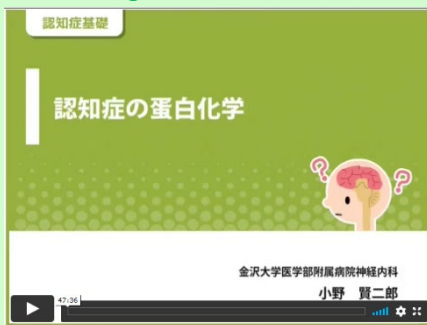 認知症基礎
認知症の蛋白化学
? ?
金沢大学医学部附属病院神経内科
小野 賢二郎
47:36